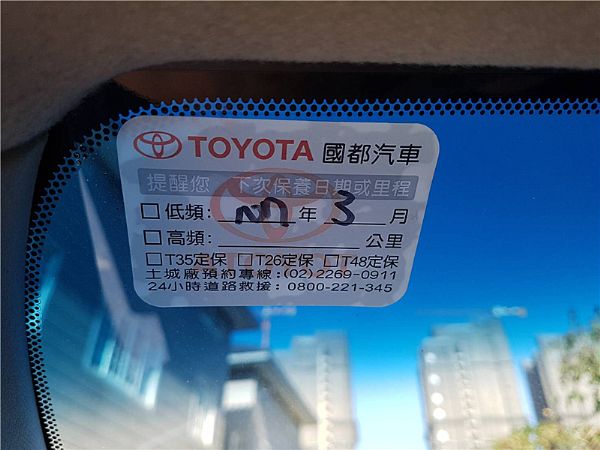 TOYOTA 國都汽車
提醒您 下次保養日期或里程
□低頻: 年 3 月
□高頻: 公里
□T35定保 □T26定保 □T48定保
土城廠預約專線:(02)2269-0911
24小時道路救援: 0800-221-345